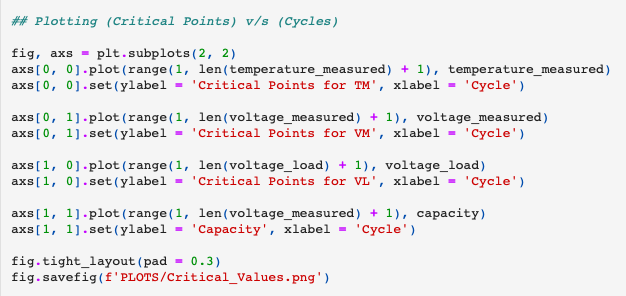 ## Plotting (Critical Points) v/s (Cycles)
fig, axs = plt.subplots(2, 2)
axs[0, 0].plot(range(1, len(temperature_measured) + 1), temperature_measured)
axs[0, 0].set(ylabel = 'Critical Points for TM', xlabel = 'Cycle')
axs[0, 1].plot(range(1, len(voltage_measured) + 1), voltage_measured)
axs[0, 1].set(ylabel = 'Critical Points for VM', xlabel = 'Cycle')
axs[1, 0].plot(range(1, len(voltage_load) + 1), voltage_load)
axs[1, 0].set(ylabel = 'Critical Points for VL', xlabel = 'Cycle')
axs[1, 1].plot(range(1, len(voltage_measured) + 1), capacity)
axs[1, 1].set(ylabel = 'Capacity', xlabel = 'Cycle')
fig.tight_layout(pad = 0.3)
fig.savefig(f'PLOTS/Critical_Values.png')